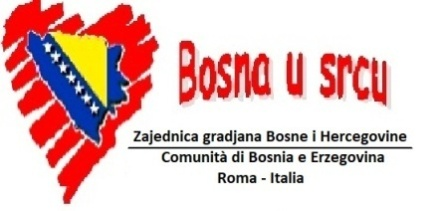 Bosna u srcu
Zajednica gradjana Bosne i Hercegovine
Comunità di Bosnia e Erzegovina
Roma - Italia